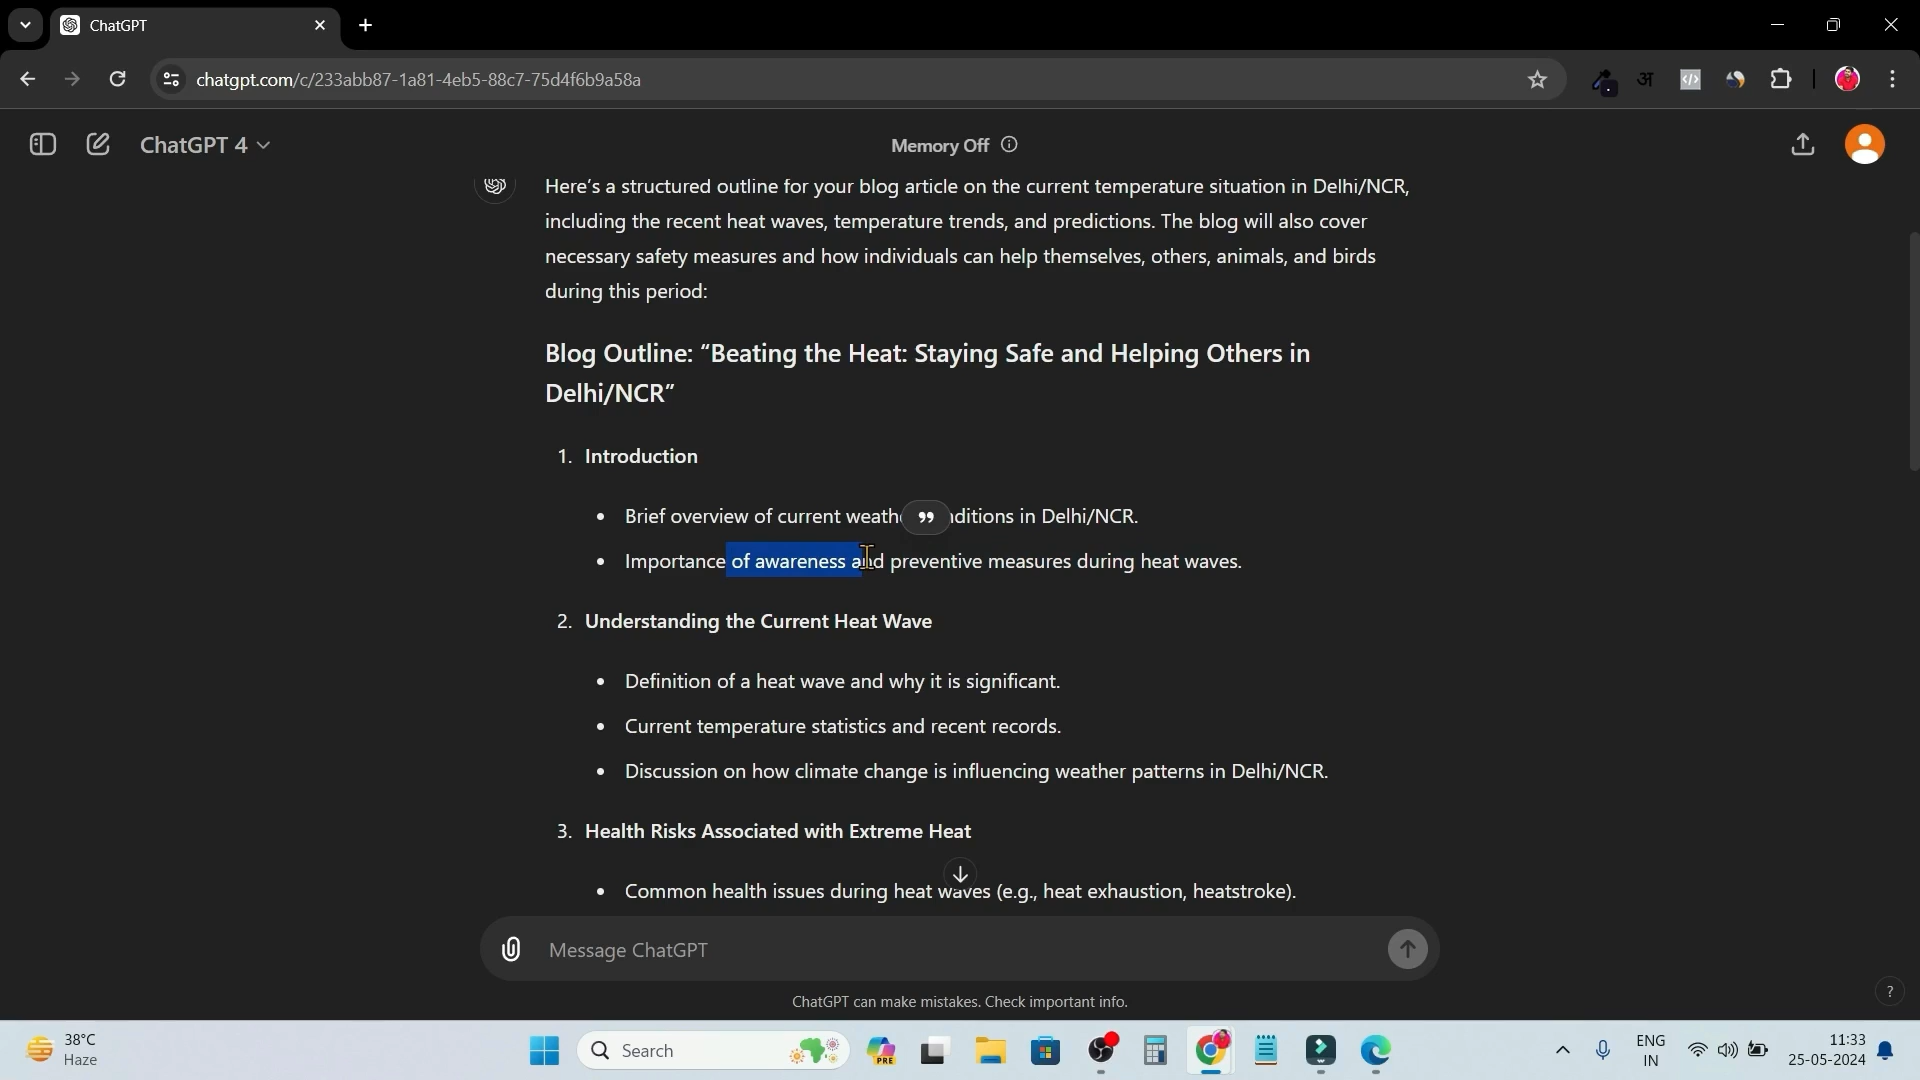 ChatGPT
chatgpt.com/c/233abb87-1a81-4eb5-88c7-75d4f6b9a58a
अ
ChatGPT 4
Memory Off
Here's a structured outline for your blog article on the current temperature situation in Delhi/NCR,
including the recent heat waves, temperature trends, and predictions. The blog will also cover
necessary safety measures and how individuals can help themselves, others, animals, and birds
during this period:
Blog Outline: “Beating the Heat: Staying Safe and Helping Others in
Delhi/NCR”
1. Introduction
• Brief overview of current weather conditions in Delhi/NCR.
• Importance of awareness and preventive measures during heat waves.
2. Understanding the Current Heat Wave
• Definition of a heat wave and why it is significant.
• Current temperature statistics and recent records.
• Discussion on how climate change is influencing weather patterns in Delhi/NCR.
3. Health Risks Associated with Extreme Heat
• Common health issues during heat waves (e.g., heat exhaustion, heatstroke).
Message ChatGPT
ChatGPT can make mistakes. Check important info.
?
38°C
Haze
Search
PRE
ENG
IN
11:33
25-05-2024